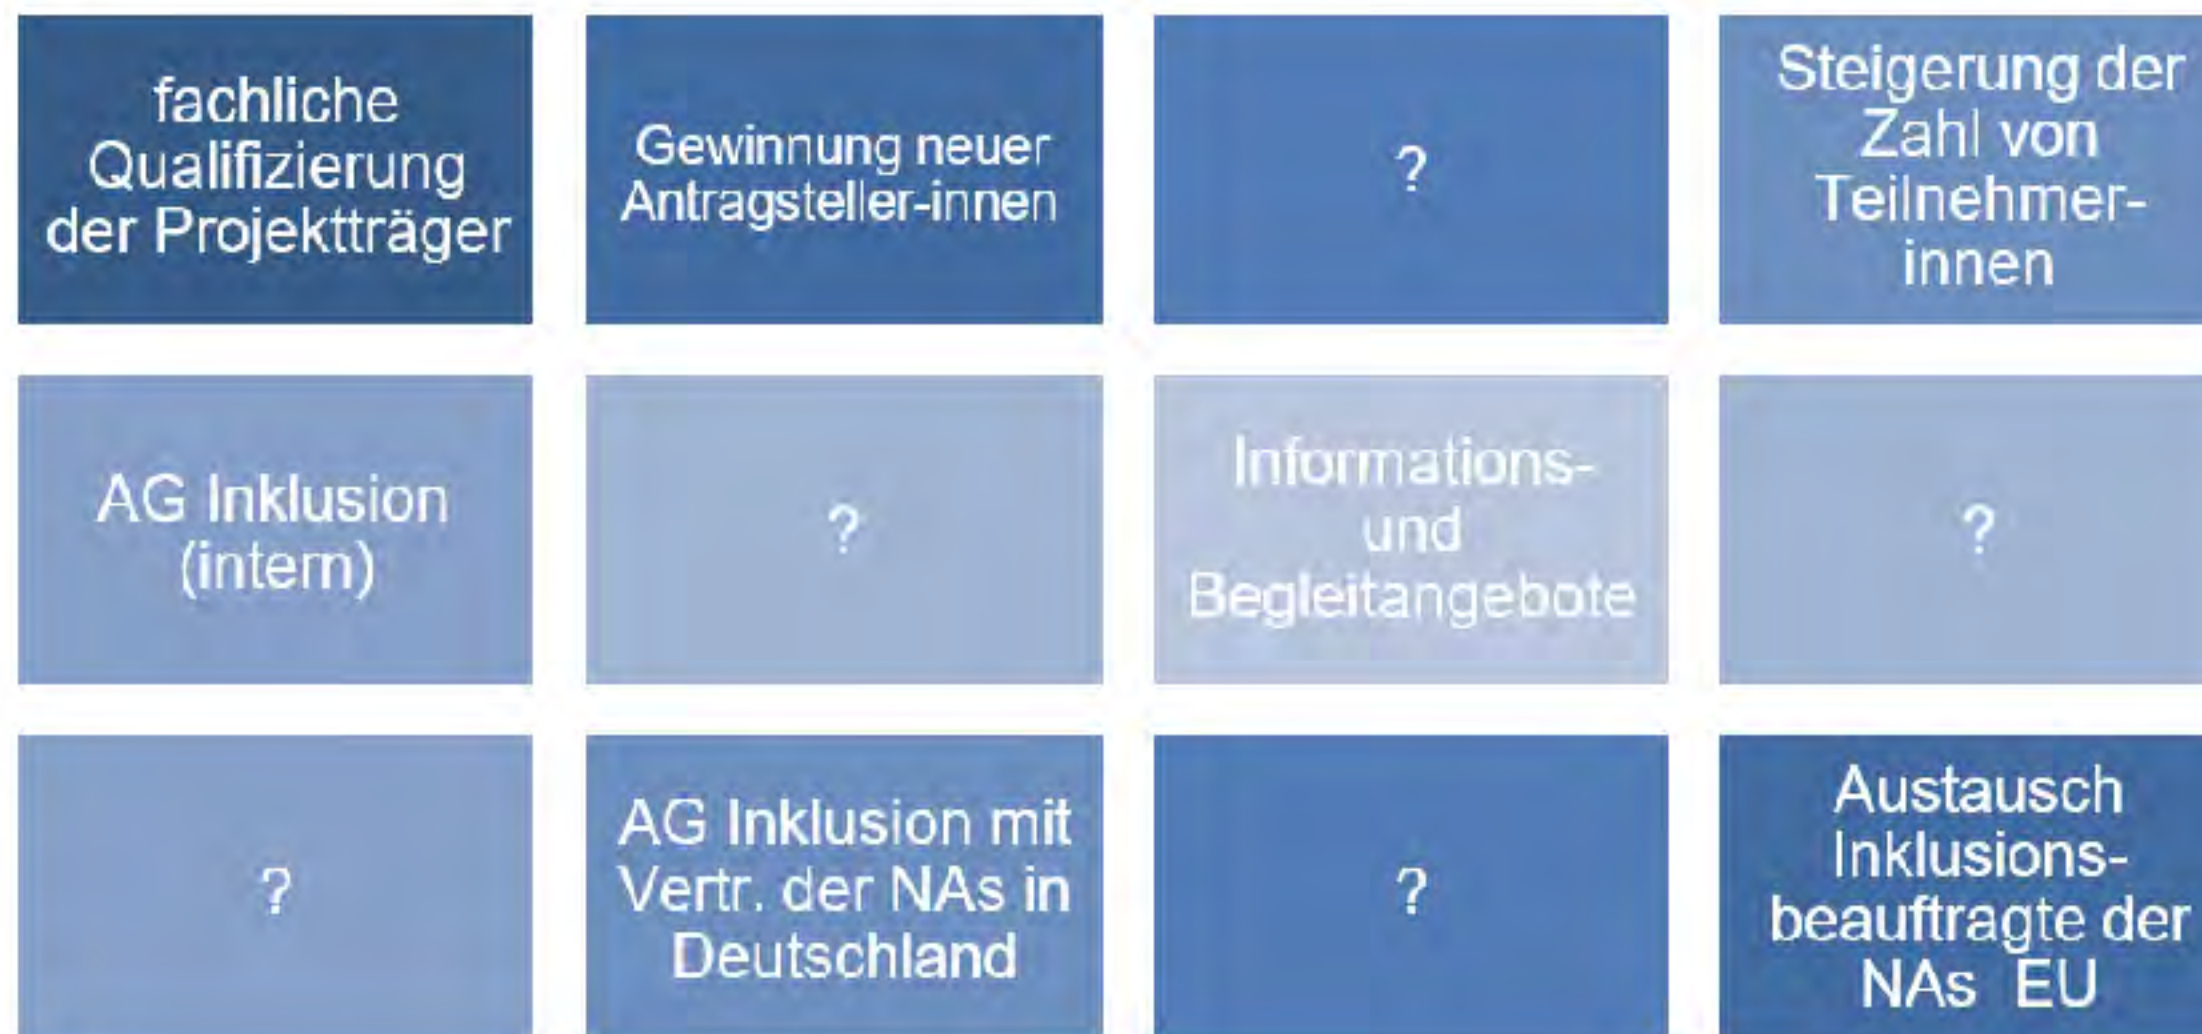 fachliche
Qualifizierung
der Projektträger
Gewinnung neuer
Antragsteller-innen
?
Steigerung der
Zahl von
Teilnehmer-
innen
AG Inklusion
(intern)
?
Informations-
und
Begleitangebote
?
?
AG Inklusion mit
Vertr. der NAs in
Deutschland
?
Austausch
Inklusions-
beauftragte der
NAs EU